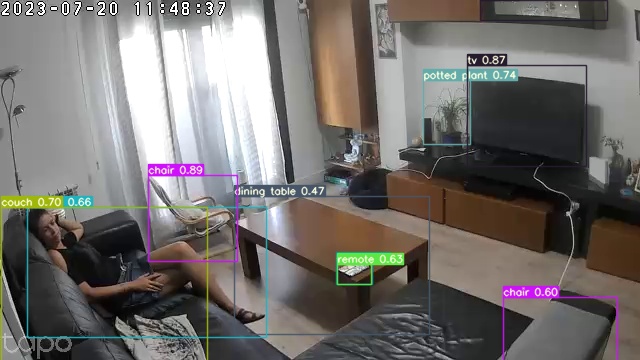 2023-07-20 11:48:37
tv 0.87
potted plant 0.74
chair 0.89
dining table 0.47
couch 0.70
0.66
remote 0.63
chair 0.60
tapo